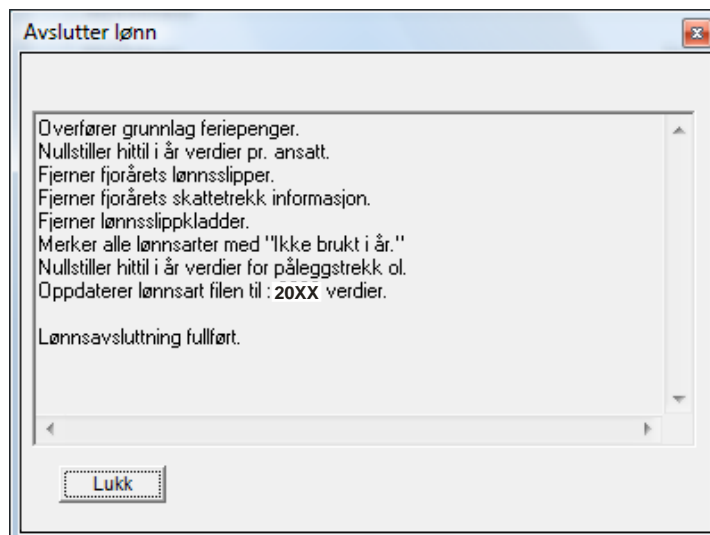 Avslutter lønn
Overfører grunnlag feriepenger.
Nullstiller hittil i år verdier pr. ansatt.
Fjerner fjorårets lønnsslipper.
Fjerner fjorårets skattetrekk informasjon.
Fjerner lønnsslippkladder.
Merker alle lønnsarter med "Ikke brukt i år."
Nullstiller hittil i år verdier for påleggstrekk ol.
Oppdaterer lønnsart filen til : 20XX verdier.
Lønnsavsluttning fullført.
Lukk